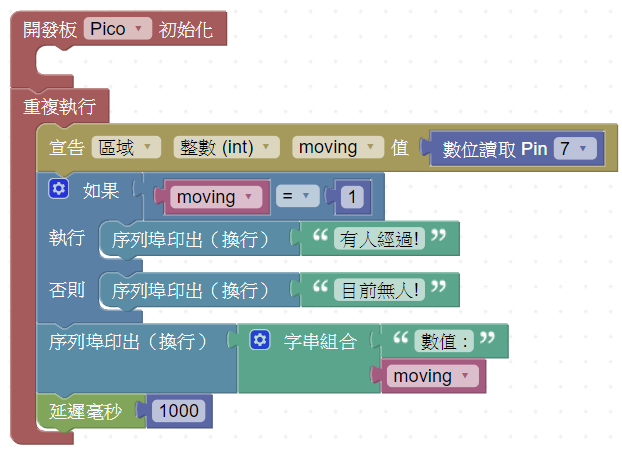 開發板 Pico 初始化
重複執行
宣告 區域 整數 (int) moving 值 數位讀取 Pin 7
如果 moving = 1
執行 序列埠印出（換行） “ 有人經過! ”
否則 序列埠印出（換行） “ 目前無人! ”
序列埠印出（換行） 字串組合 “ 數值： ”
moving
延遲毫秒 1000